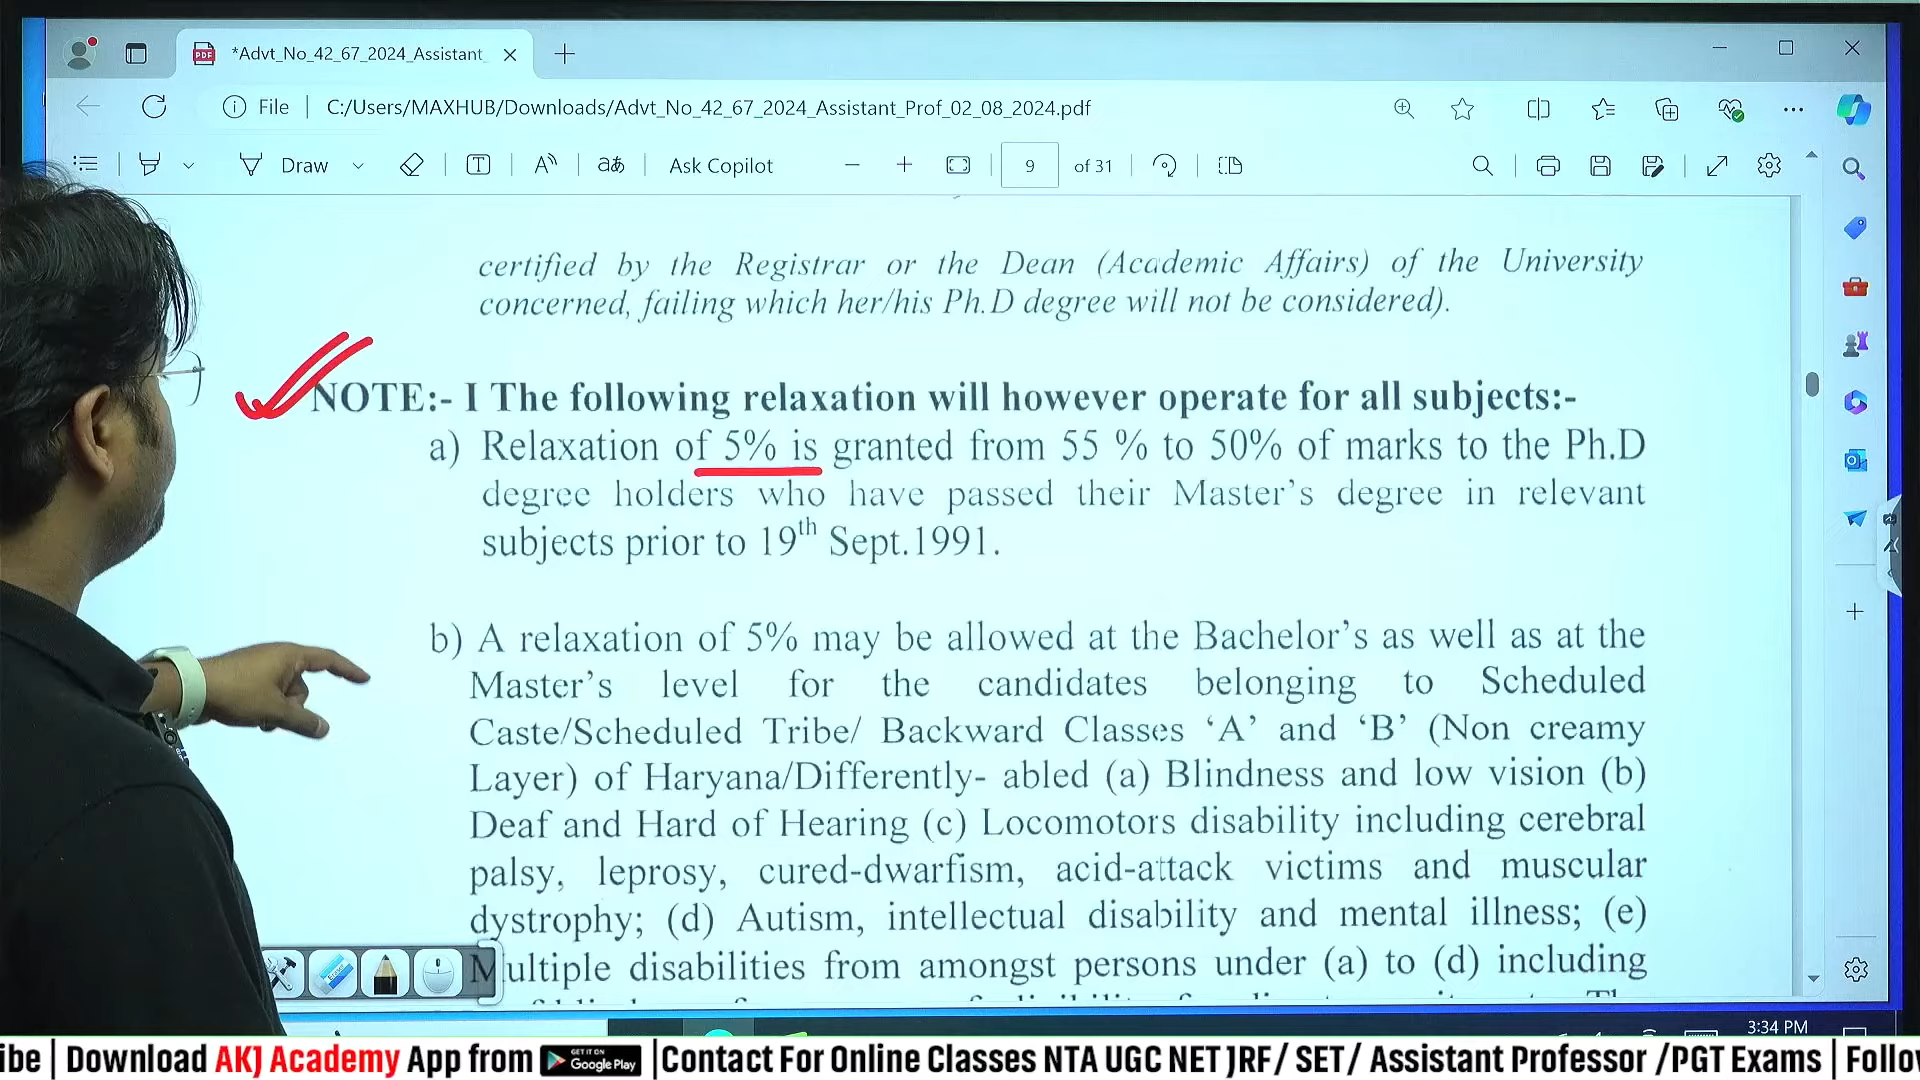 *Advt_No_42_67_2024_Assistant_
File
C:/Users/MAXHUB/Downloads/Advt_No_42_67_2024_Assistant_Prof_02_08_2024.pdf
Draw
Ask Copilot
9
of 31
certified by the Registrar or the Dean (Academic Affairs) of the University
concerned, failing which her/his Ph.D degree will not be considered).
NOTE:- I The following relaxation will however operate for all subjects:-
a) Relaxation of 5% is granted from 55 % to 50% of marks to the Ph.D
degree holders who have passed their Master's degree in relevant
subjects prior to 19th Sept.1991.
b) A relaxation of 5% may be allowed at the Bachelor's as well as at the
Master's level for the candidates belonging to Scheduled
Caste/Scheduled Tribe/ Backward Classes 'A' and 'B' (Non creamy
Layer) of Haryana/Differently- abled (a) Blindness and low vision (b)
Deaf and Hard of Hearing (c) Locomotors disability including cerebral
palsy, leprosy, cured-dwarfism, acid-attack victims and muscular
dystrophy; (d) Autism, intellectual disability and mental illness; (e)
Multiple disabilities from amongst persons under (a) to (d) including
3:34 PM
ibe | Download AKJ Academy App from GET IT ON Google Play | Contact For Online Classes NTA UGC NET JRF/ SET/ Assistant Professor /PGT Exams | Follo